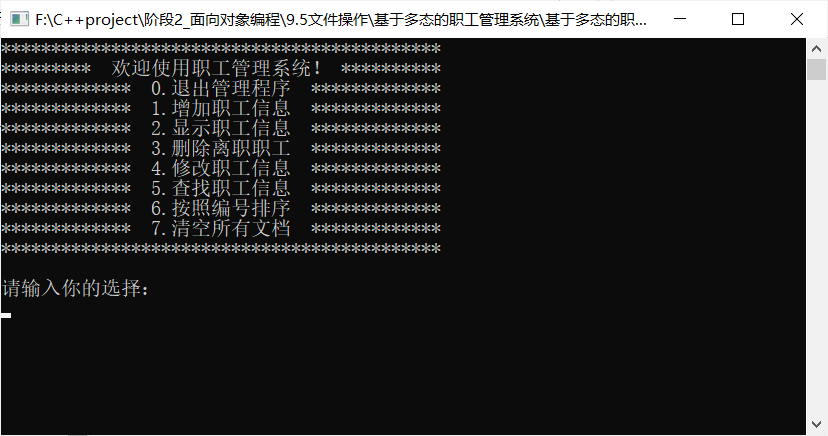 F:\C++project\阶段2_面向对象编程\9.5文件操作\基于多态的职工管理系统\基于多态的职...
********************************************
*********  欢迎使用职工管理系统！ **********
*************  0.退出管理程序  *************
*************  1.增加职工信息  *************
*************  2.显示职工信息  *************
*************  3.删除离职职工  *************
*************  4.修改职工信息  *************
*************  5.查找职工信息  *************
*************  6.按照编号排序  *************
*************  7.清空所有文档  *************
********************************************
请输入你的选择：